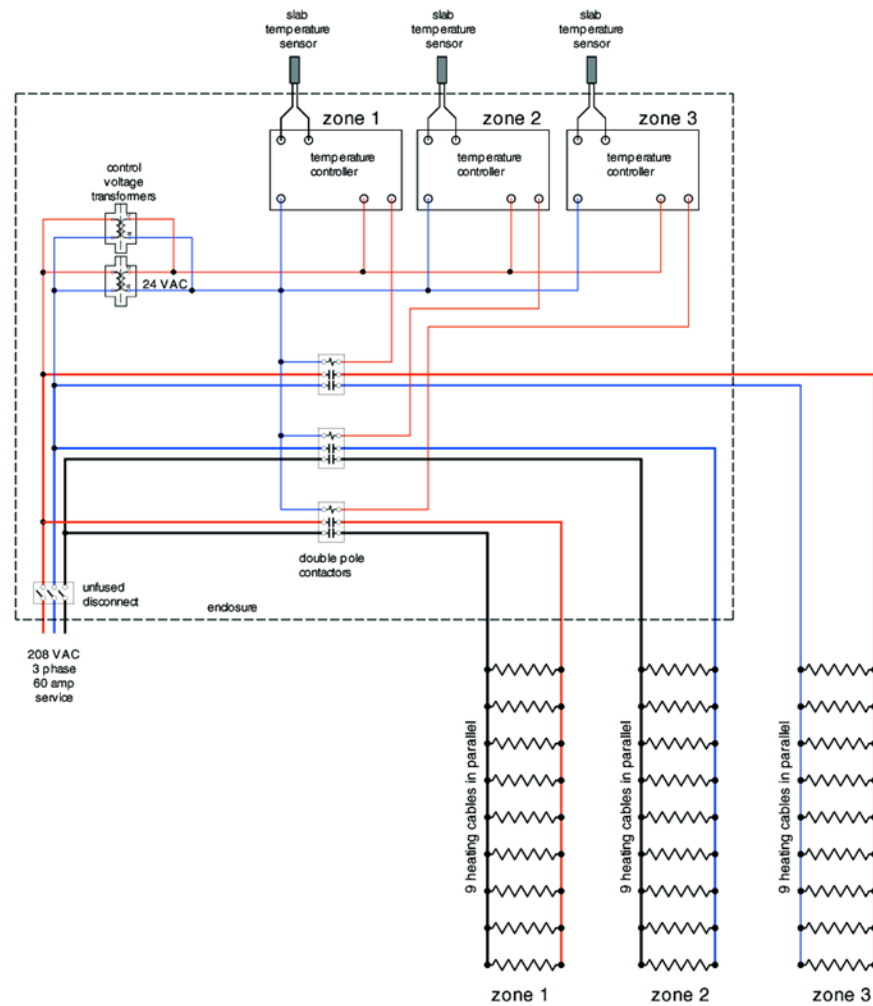 slab
temperature
sensor
slab
temperature
sensor
slab
temperature
sensor
zone 1
zone 2
zone 3
temperature
controller
temperature
controller
temperature
controller
control
voltage
transformers
24 VAC
double pole
contactors
unfused
disconnect
enclosure
208 VAC
3 phase
60 amp
service
9 heating cables in parallel
9 heating cables in parallel
9 heating cables in parallel
zone 1
zone 2
zone 3